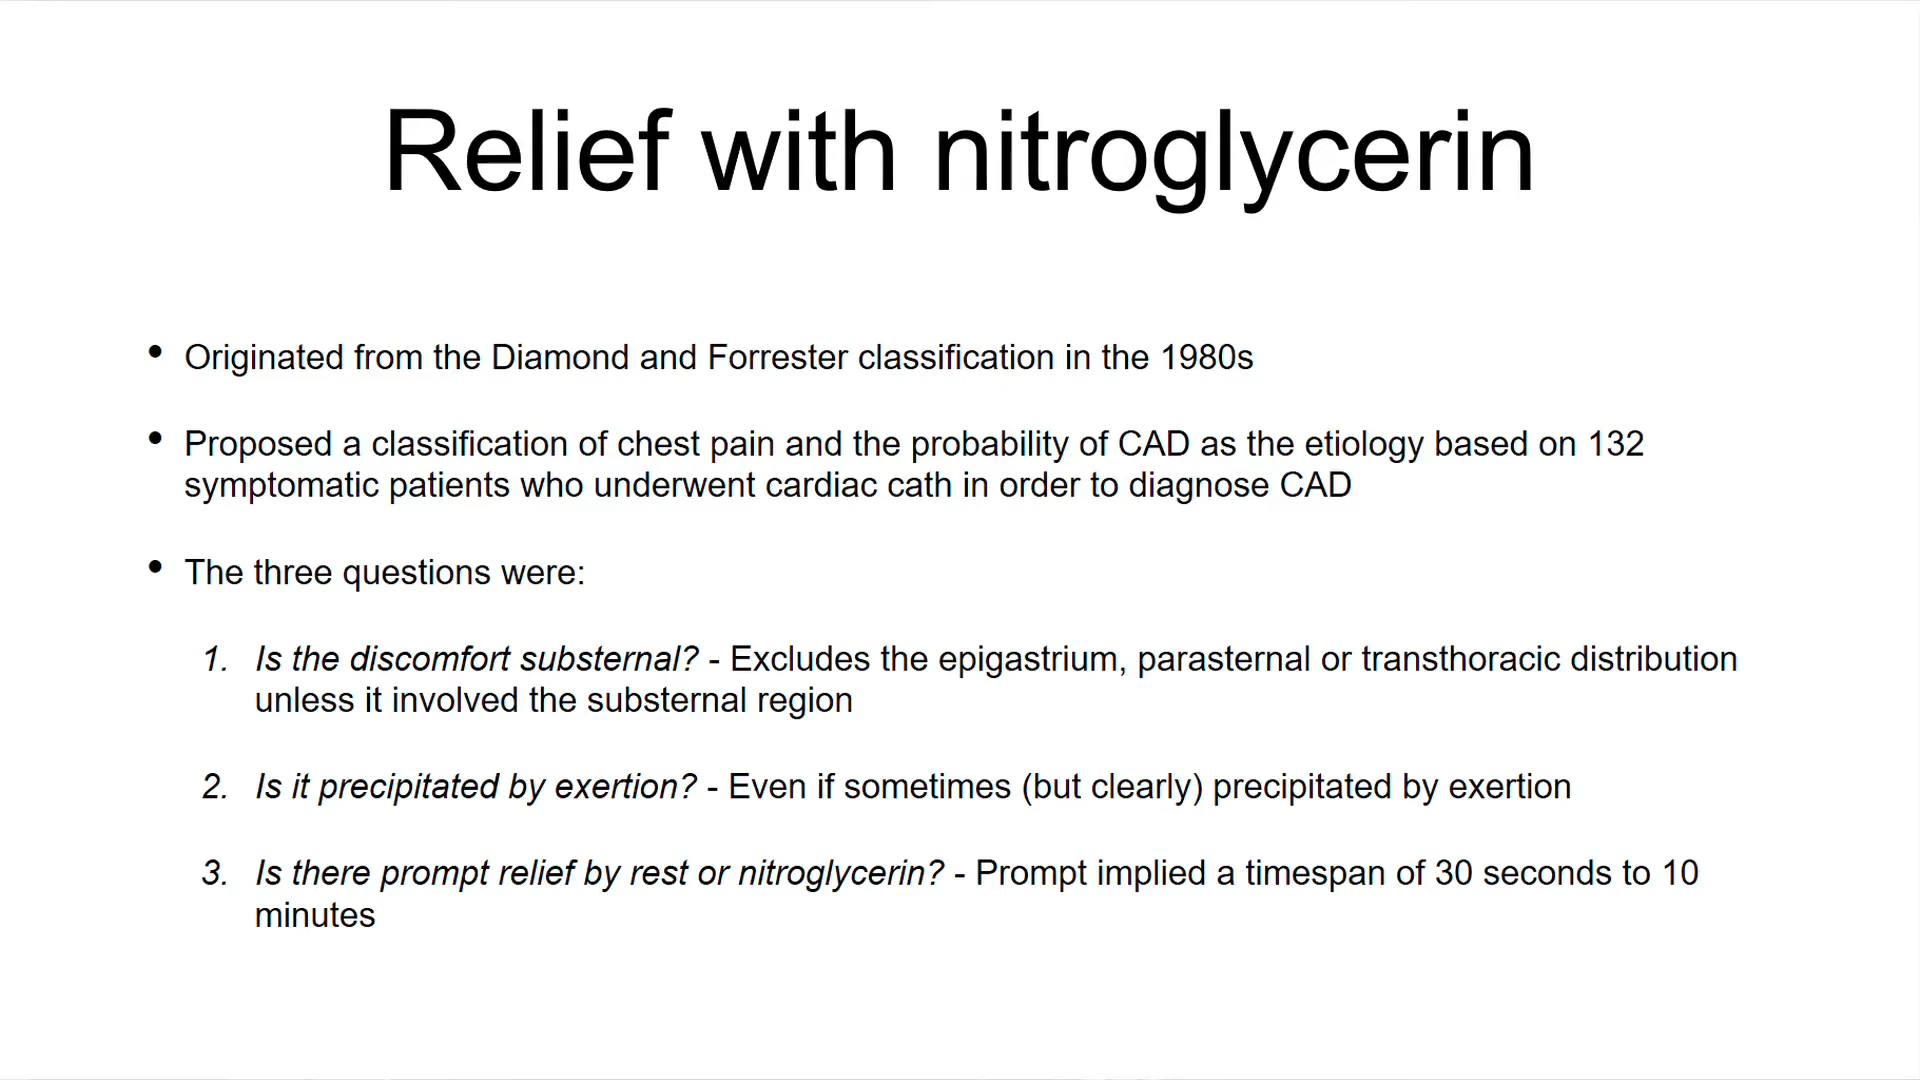 Relief with nitroglycerin
• Originated from the Diamond and Forrester classification in the 1980s
• Proposed a classification of chest pain and the probability of CAD as the etiology based on 132
symptomatic patients who underwent cardiac cath in order to diagnose CAD
• The three questions were:
1. Is the discomfort substernal? - Excludes the epigastrium, parasternal or transthoracic distribution
unless it involved the substernal region
2. Is it precipitated by exertion? - Even if sometimes (but clearly) precipitated by exertion
3. Is there prompt relief by rest or nitroglycerin? - Prompt implied a timespan of 30 seconds to 10
minutes